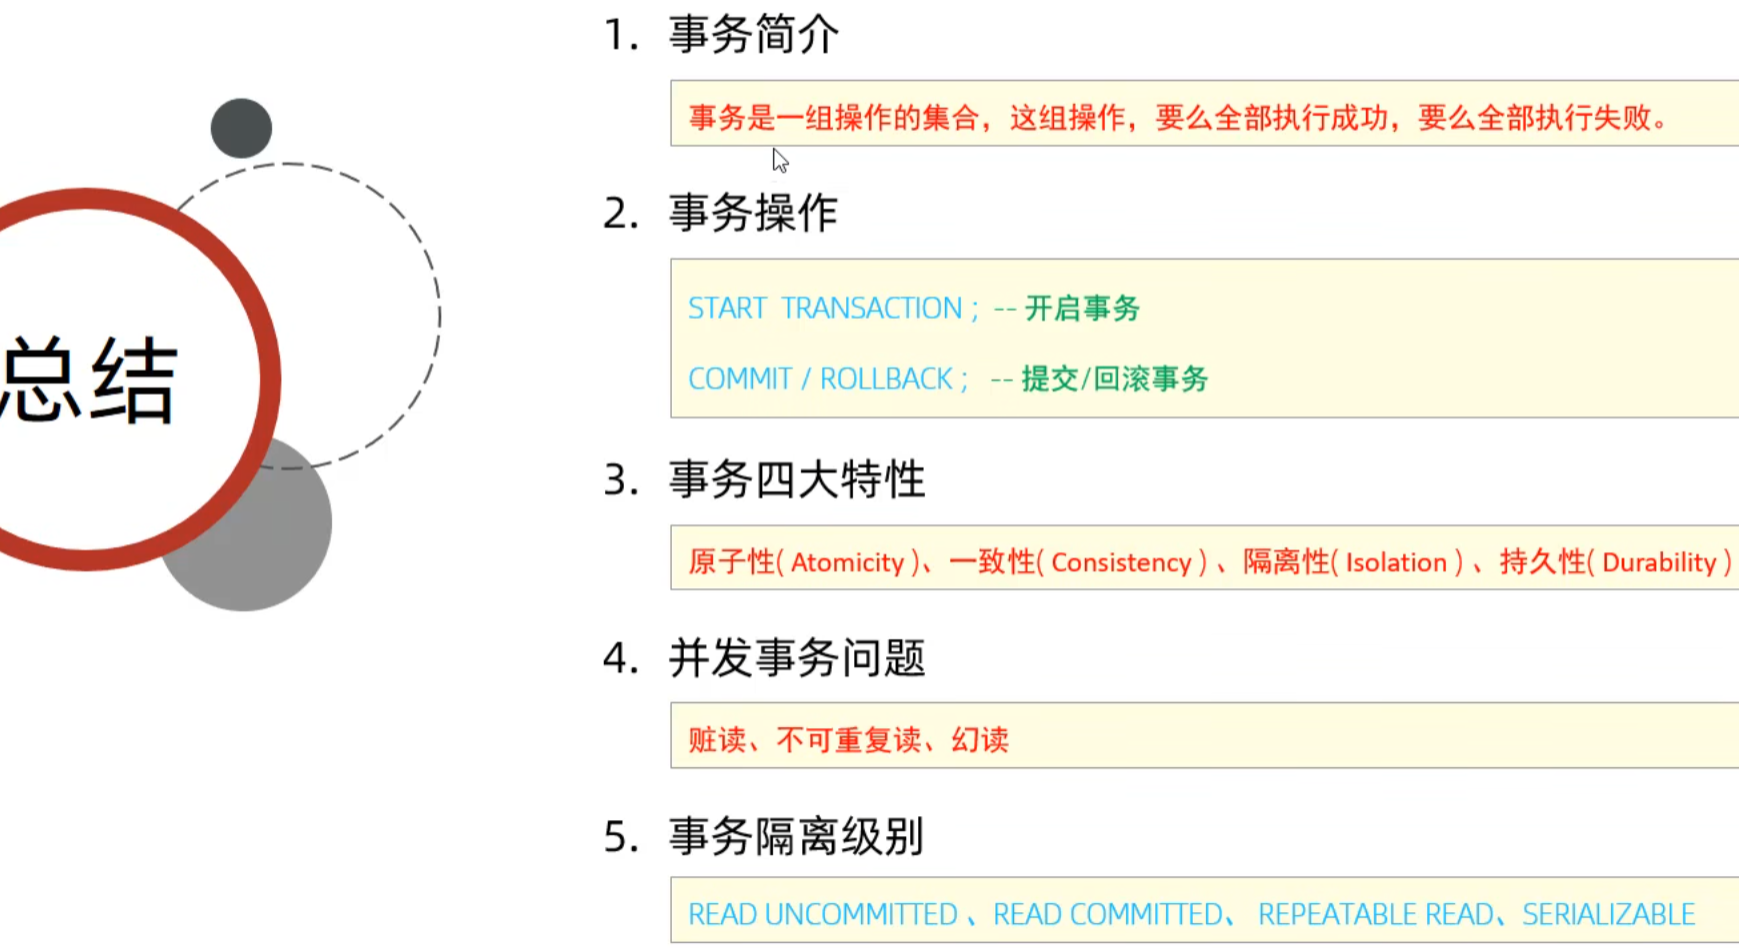 总结
1. 事务简介
事务是一组操作的集合，这组操作，要么全部执行成功，要么全部执行失败。
2. 事务操作
START TRANSACTION ; -- 开启事务
COMMIT / ROLLBACK ; -- 提交/回滚事务
3. 事务四大特性
原子性( Atomicity )、一致性( Consistency ) 、隔离性( Isolation ) 、持久性( Durability )
4. 并发事务问题
赃读、不可重复读、幻读
5. 事务隔离级别
READ UNCOMMITTED 、READ COMMITTED、 REPEATABLE READ、SERIALIZABLE